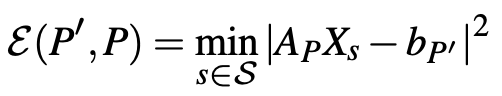 ℰ(P′, P) = min_{s∈𝒮} |A_P X_s − b_{P′}|²